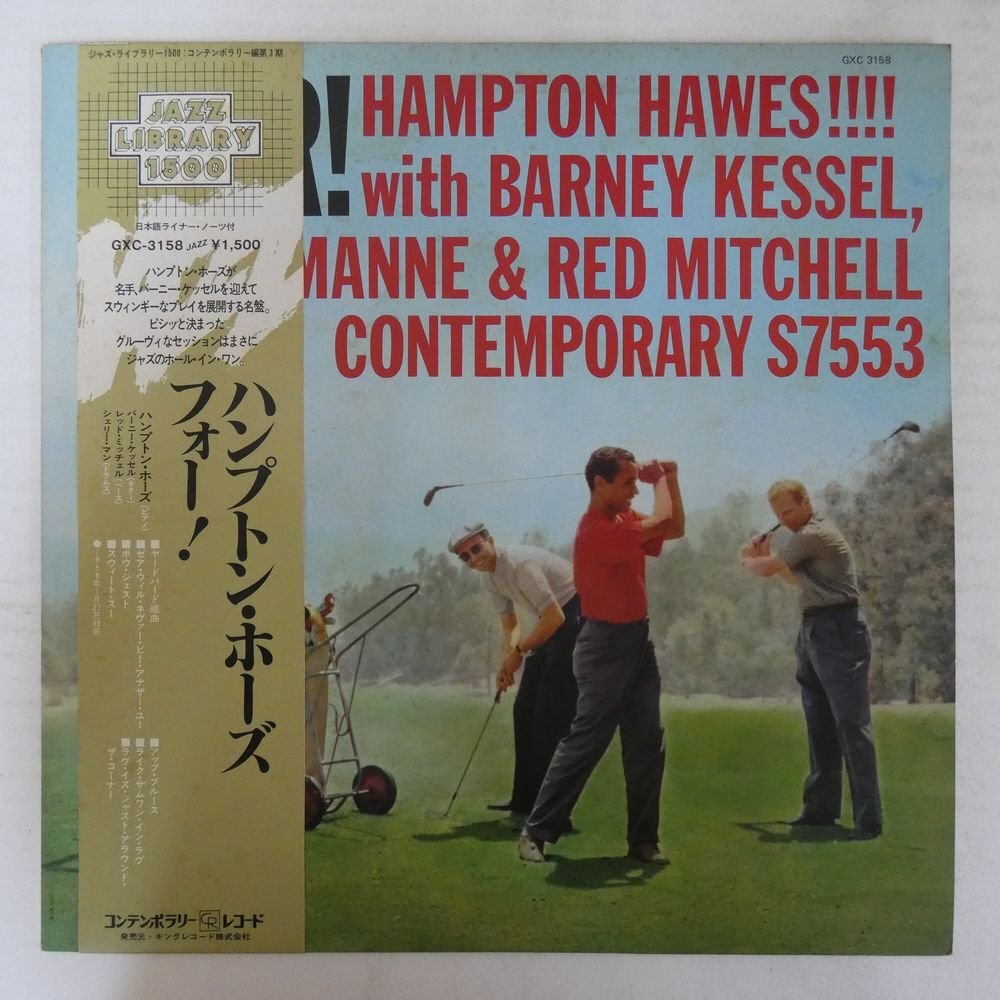 GXC 3158
R! HAMPTON HAWES!!!!
with BARNEY KESSEL,
MANNE & RED MITCHELL
CONTEMPORARY S7553
ジャズ・ライブラリー1500:コンテンポラリー編第3期
JAZZ
LIBRARY
1500
日本語ライナー・ノーツ付
GXC-3158 JAZZ ¥1,500
ハンプトン・ホーズが
名手、バーニー・ケッセルを迎えて
スウィンギーなプレイを展開する名盤。
ビシッと決まった
グルーヴィなセッションはまさに
ジャズのホール・イン・ワン。
ハンプトン・ホーズ
フォー!
ハンプトン・ホーズ(ピアノ)
バーニー・ケッセル(ギター)
レッド・ミッチェル(ベース)
シェリー・マン(ドラムス)
■ヤードバード組曲
■ゼア・ウィル・ネヴァー・ビー・アナザー・ユー
■ボウ・ジェスト
■スウィート・スー
●1958年1月27日録音
■アップ・ブルース
■ライク・サムワン・イン・ラヴ
■ラヴ・イズ・ジャスト・アラウンド・
ザ・コーナー
コンテンポラリー CR レコード
発売元・キングレコード株式会社